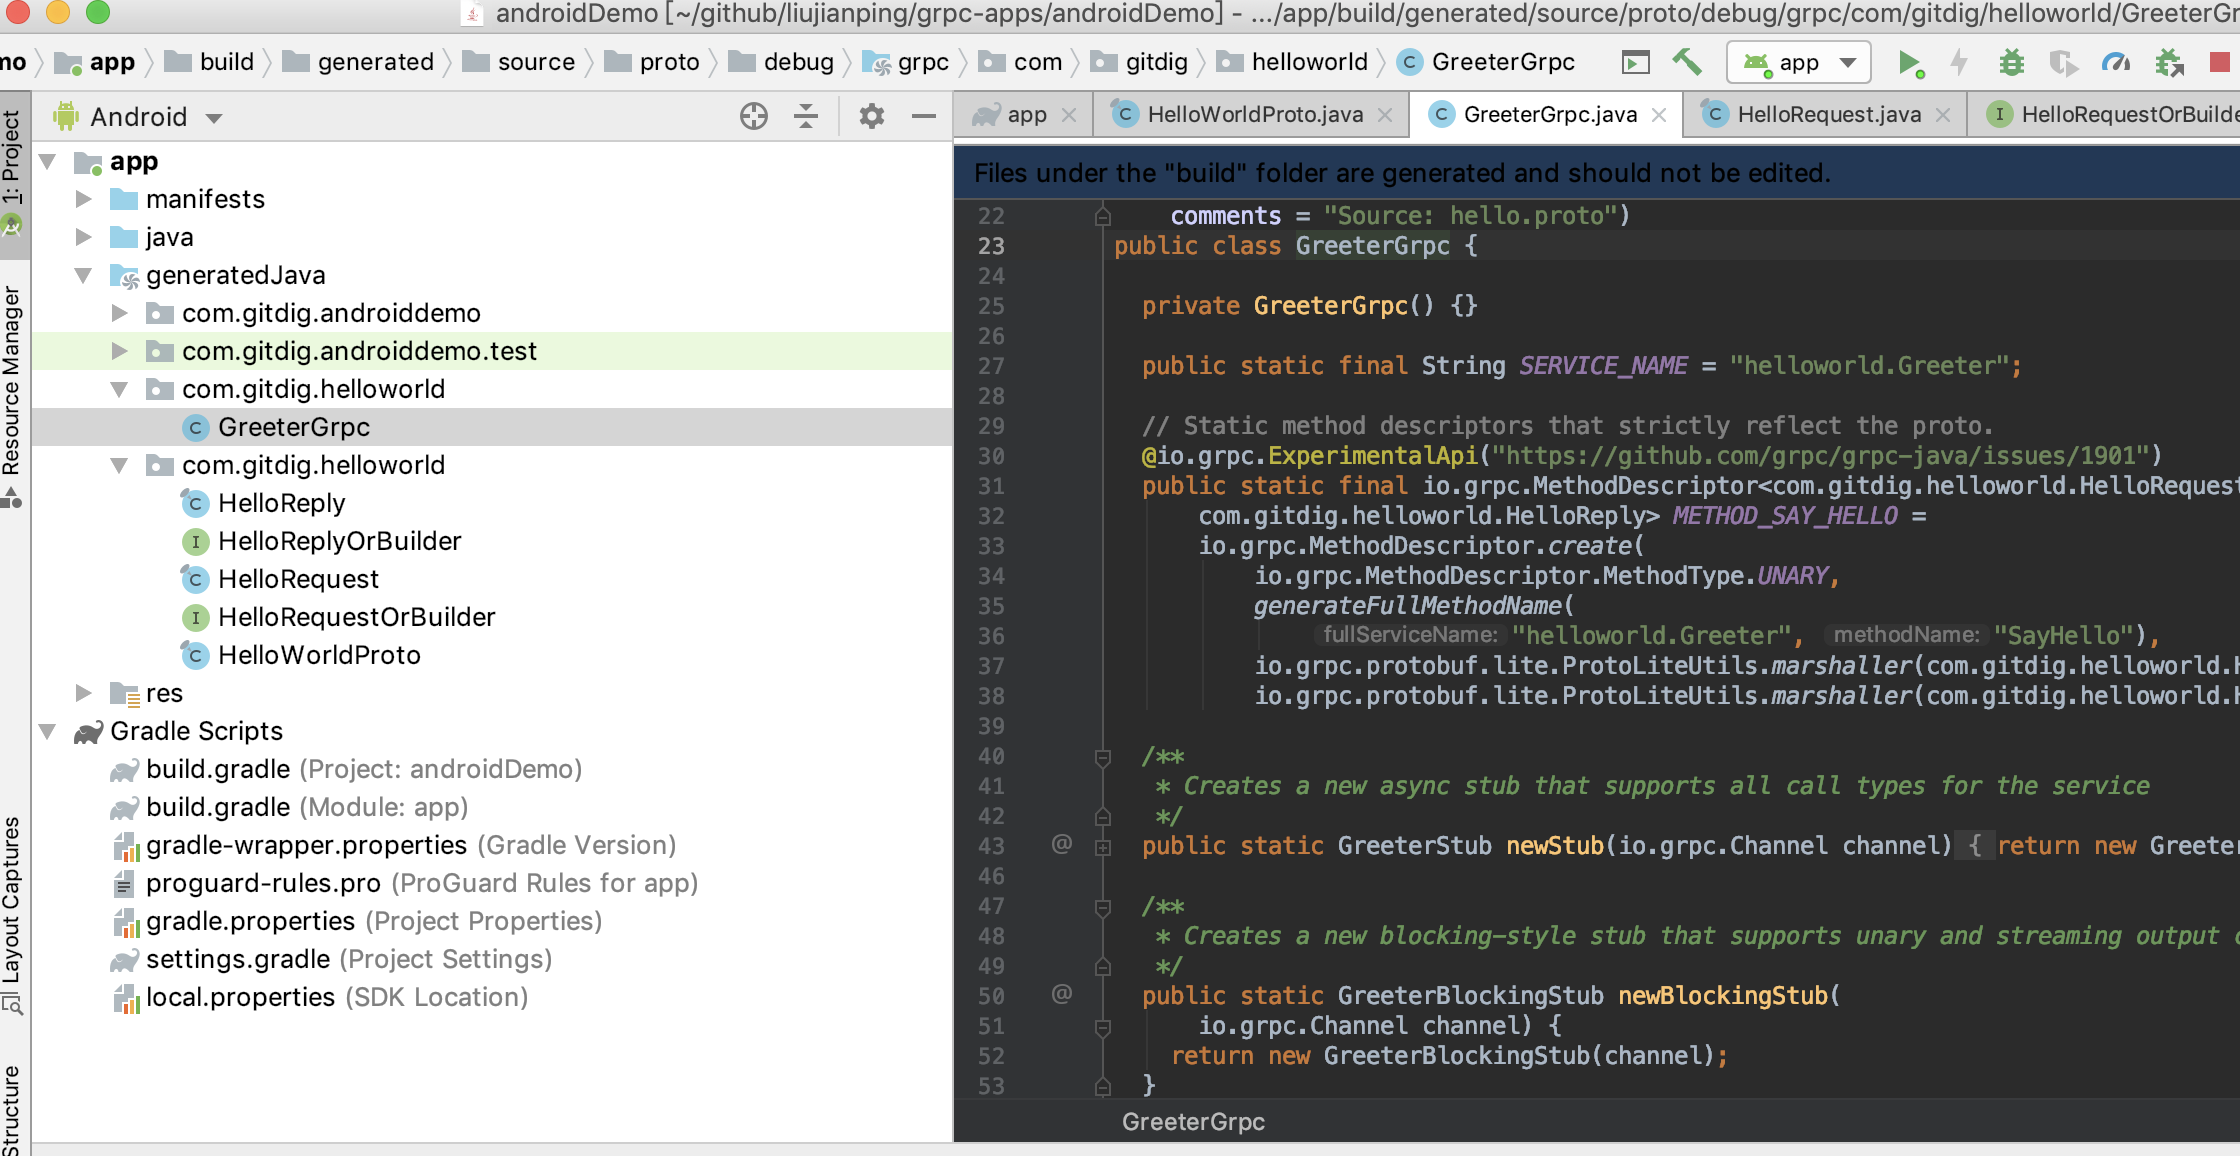 androidDemo [~/github/liujianping/grpc-apps/androidDemo] - .../app/build/generated/source/proto/debug/grpc/com/gitdig/helloworld/GreeterGr
mo app build generated source proto debug grpc com gitdig helloworld C GreeterGrpc app
1: Project
Resource Manager
Layout Captures
Structure
Android
app
manifests
java
generatedJava
com.gitdig.androiddemo
com.gitdig.androiddemo.test
com.gitdig.helloworld
C GreeterGrpc
com.gitdig.helloworld
C HelloReply
I HelloReplyOrBuilder
C HelloRequest
I HelloRequestOrBuilder
C HelloWorldProto
res
Gradle Scripts
build.gradle (Project: androidDemo)
build.gradle (Module: app)
gradle-wrapper.properties (Gradle Version)
proguard-rules.pro (ProGuard Rules for app)
gradle.properties (Project Properties)
settings.gradle (Project Settings)
local.properties (SDK Location)
app C HelloWorldProto.java C GreeterGrpc.java C HelloRequest.java I HelloRequestOrBuilde
Files under the "build" folder are generated and should not be edited.
22 comments = "Source: hello.proto")
23 public class GreeterGrpc {
24
25 private GreeterGrpc() {}
26
27 public static final String SERVICE_NAME = "helloworld.Greeter";
28
29 // Static method descriptors that strictly reflect the proto.
30 @io.grpc.ExperimentalApi("https://github.com/grpc/grpc-java/issues/1901")
31 public static final io.grpc.MethodDescriptor<com.gitdig.helloworld.HelloRequest
32 com.gitdig.helloworld.HelloReply> METHOD_SAY_HELLO =
33 io.grpc.MethodDescriptor.create(
34 io.grpc.MethodDescriptor.MethodType.UNARY,
35 generateFullMethodName(
36 fullServiceName: "helloworld.Greeter", methodName: "SayHello"),
37 io.grpc.protobuf.lite.ProtoLiteUtils.marshaller(com.gitdig.helloworld.H
38 io.grpc.protobuf.lite.ProtoLiteUtils.marshaller(com.gitdig.helloworld.H
39
40 /**
41 * Creates a new async stub that supports all call types for the service
42 */
43 @ public static GreeterStub newStub(io.grpc.Channel channel) { return new Greeter
46
47 /**
48 * Creates a new blocking-style stub that supports unary and streaming output c
49 */
50 @ public static GreeterBlockingStub newBlockingStub(
51 io.grpc.Channel channel) {
52 return new GreeterBlockingStub(channel);
53 }
GreeterGrpc